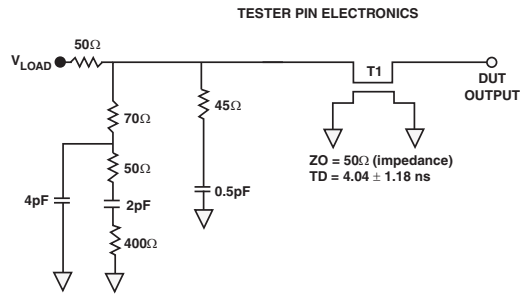 TESTER PIN ELECTRONICS
50Ω
VLOAD
T1
DUT
OUTPUT
70Ω
45Ω
50Ω
ZO = 50Ω (impedance)
TD = 4.04 ± 1.18 ns
4pF
2pF
0.5pF
400Ω